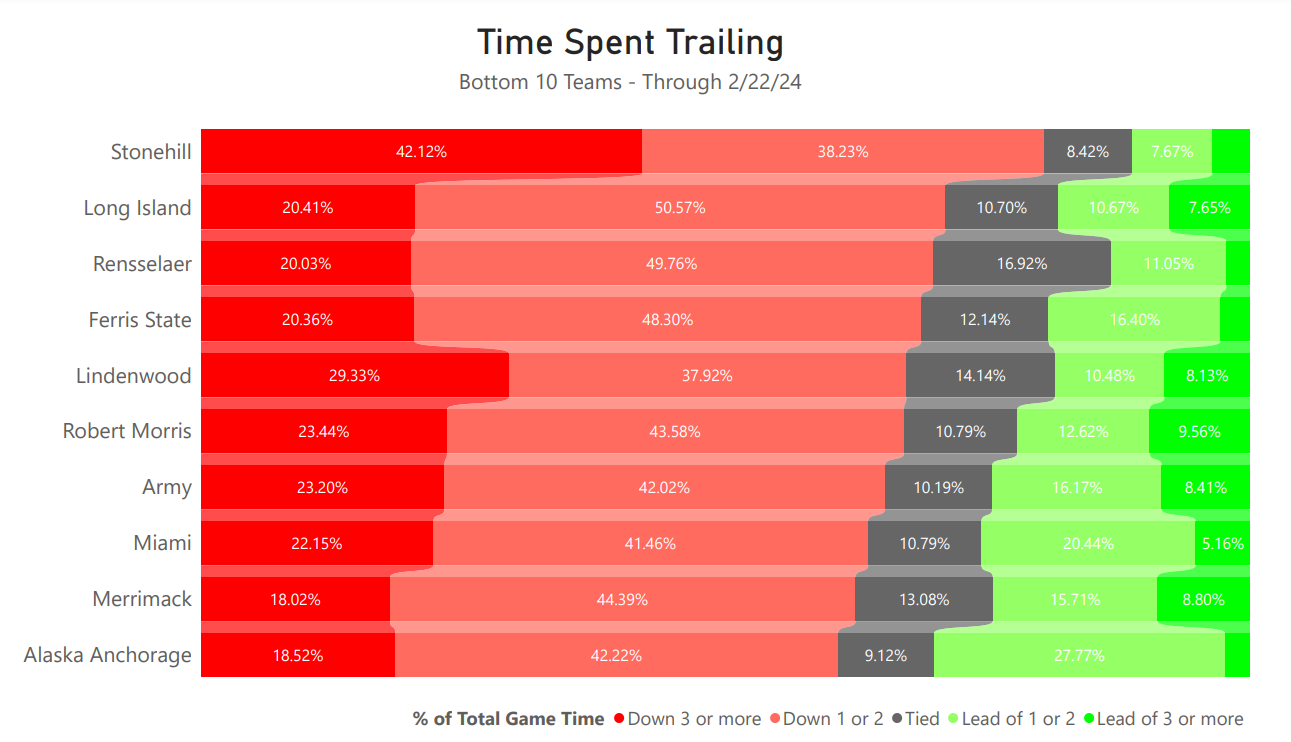 Time Spent Trailing
Bottom 10 Teams - Through 2/22/24
Stonehill 42.12% 38.23% 8.42% 7.67%
Long Island 20.41% 50.57% 10.70% 10.67% 7.65%
Rensselaer 20.03% 49.76% 16.92% 11.05%
Ferris State 20.36% 48.30% 12.14% 16.40%
Lindenwood 29.33% 37.92% 14.14% 10.48% 8.13%
Robert Morris 23.44% 43.58% 10.79% 12.62% 9.56%
Army 23.20% 42.02% 10.19% 16.17% 8.41%
Miami 22.15% 41.46% 10.79% 20.44% 5.16%
Merrimack 18.02% 44.39% 13.08% 15.71% 8.80%
Alaska Anchorage 18.52% 42.22% 9.12% 27.77%
% of Total Game Time Down 3 or more Down 1 or 2 Tied Lead of 1 or 2 Lead of 3 or more